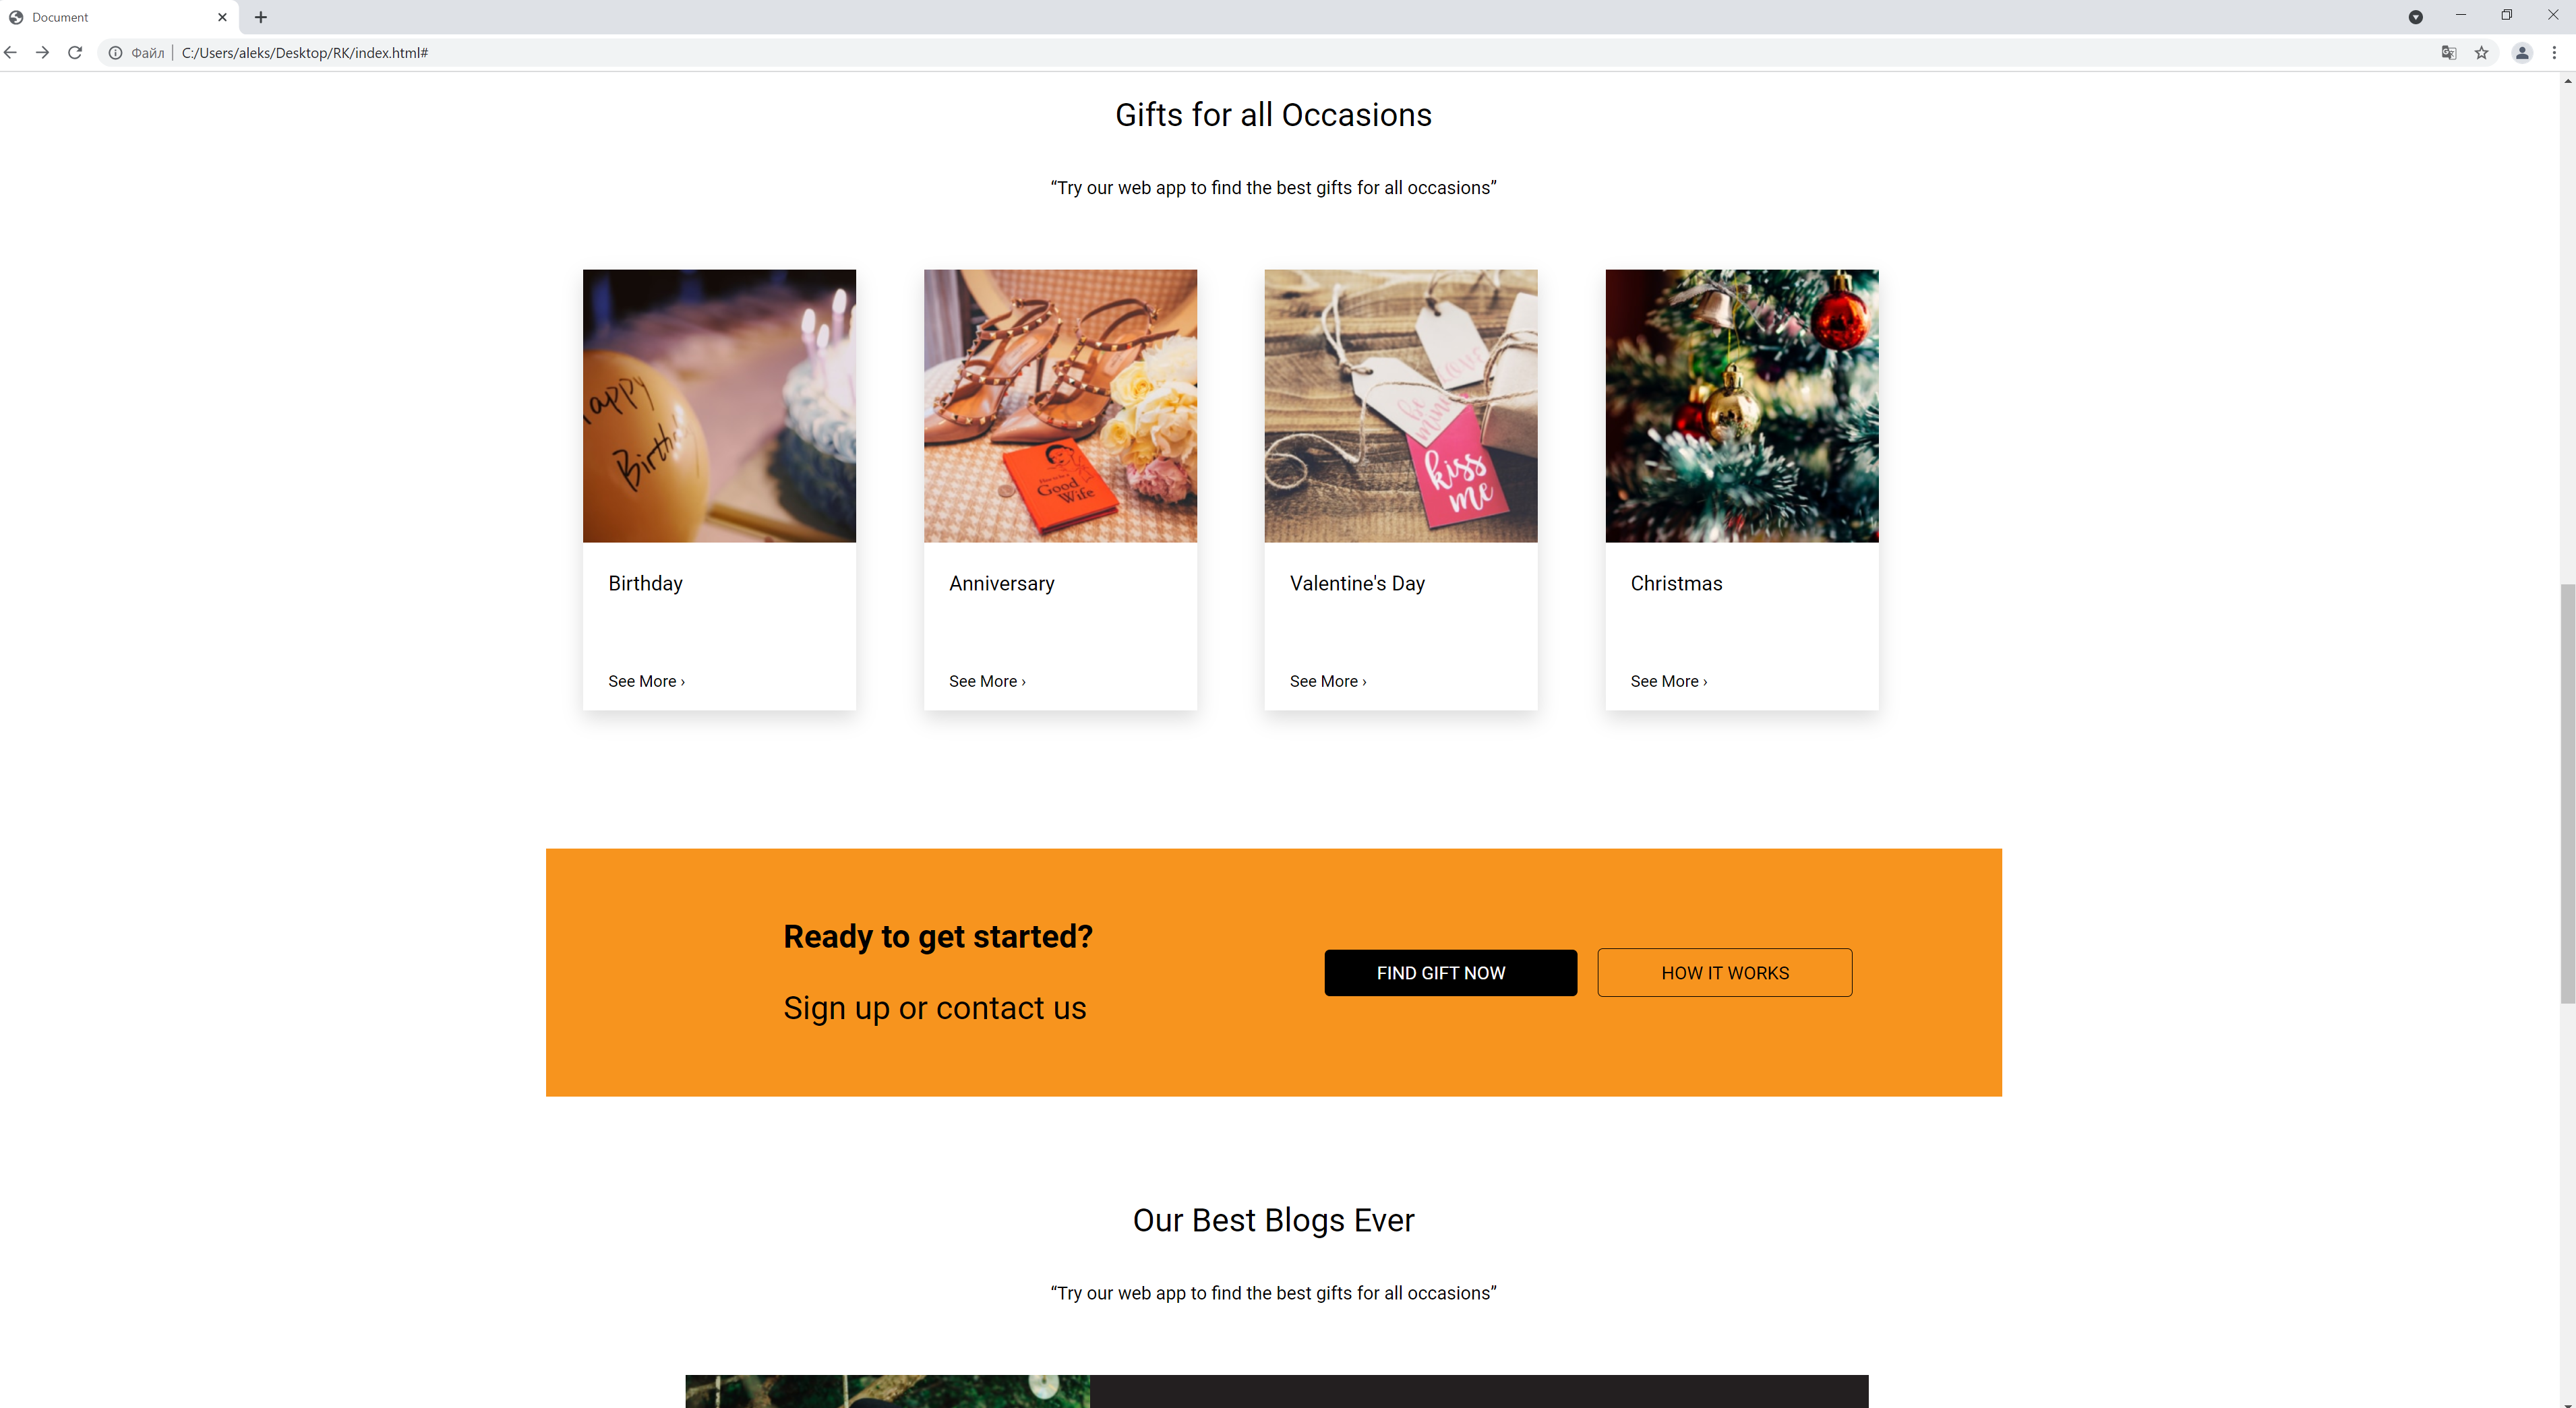 Document
Файл
C:/Users/aleks/Desktop/RK/index.html#
Gifts for all Occasions
“Try our web app to find the best gifts for all occasions”
appy
Birth
Good
Wife
love
be
mine
kiss
me
Birthday
Anniversary
Valentine's Day
Christmas
See More ›
See More ›
See More ›
See More ›
Ready to get started?
Sign up or contact us
FIND GIFT NOW
HOW IT WORKS
Our Best Blogs Ever
“Try our web app to find the best gifts for all occasions”